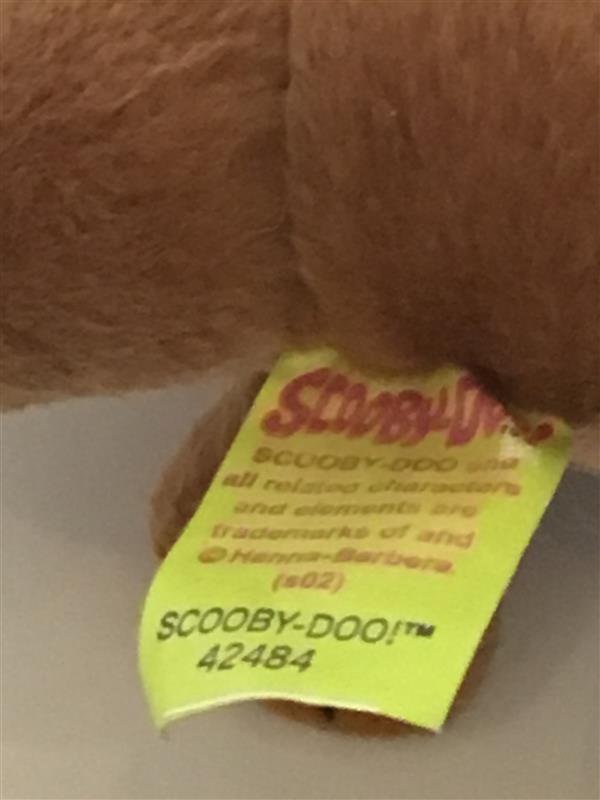 SCOOBY-DOO!
SCOOBY-DOO and
all related characters
and elements are
trademarks of and
© Hanna-Barbera.
(s02)
SCOOBY-DOO!™
42484